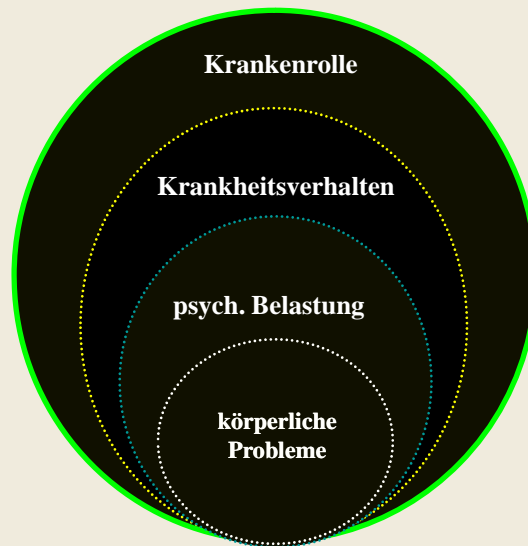 Krankenrolle
Krankheitsverhalten
psych. Belastung
körperliche
Probleme